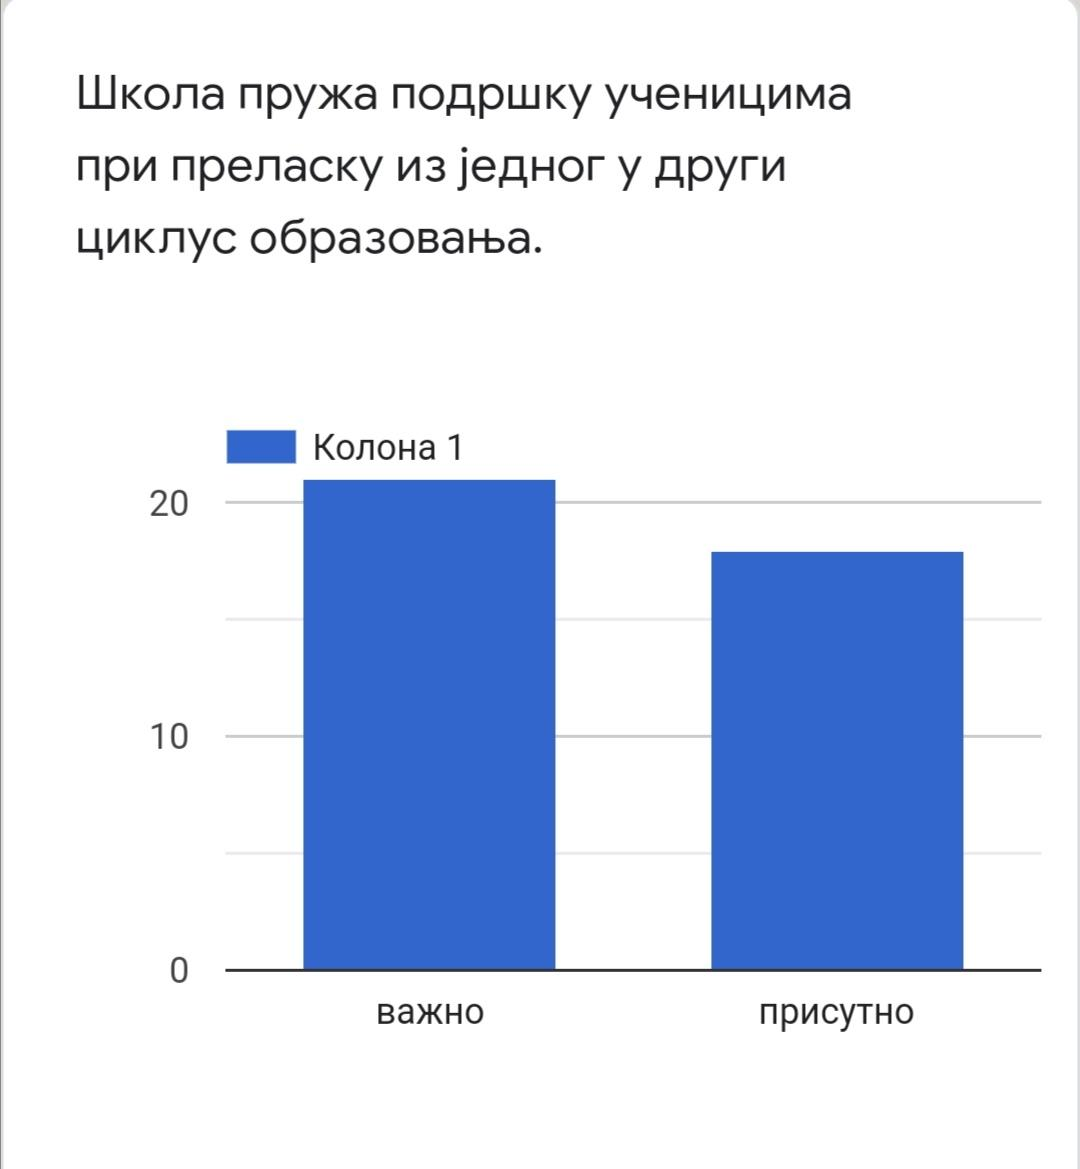 Школа пружа подршку ученицима
при преласку из једног у други
циклус образовања.
Колона 1
20
10
0
важно
присутно